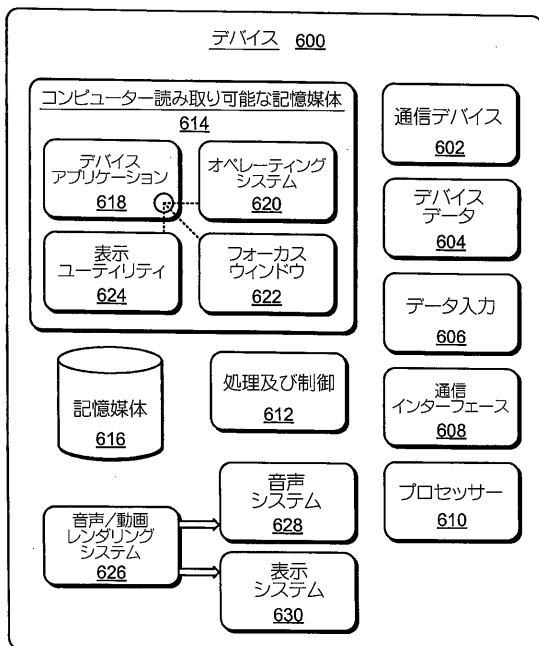 デバイス 600
コンピューター読み取り可能な記憶媒体
614
デバイス
アプリケーション
618
オペレーティング
システム
620
表示
ユーティリティ
624
フォーカス
ウィンドウ
622
記憶媒体
616
処理及び制御
612
音声/動画
レンダリング
システム
626
音声
システム
628
表示
システム
630
通信デバイス
602
デバイス
データ
604
データ入力
606
通信
インターフェース
608
プロセッサー
610